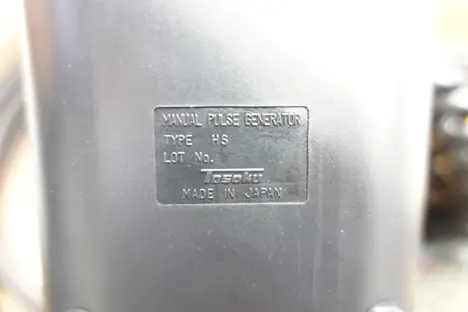 MANUAL PULSE GENERATOR
TYPE HS
LOT No.
Tosoku
MADE IN JAPAN